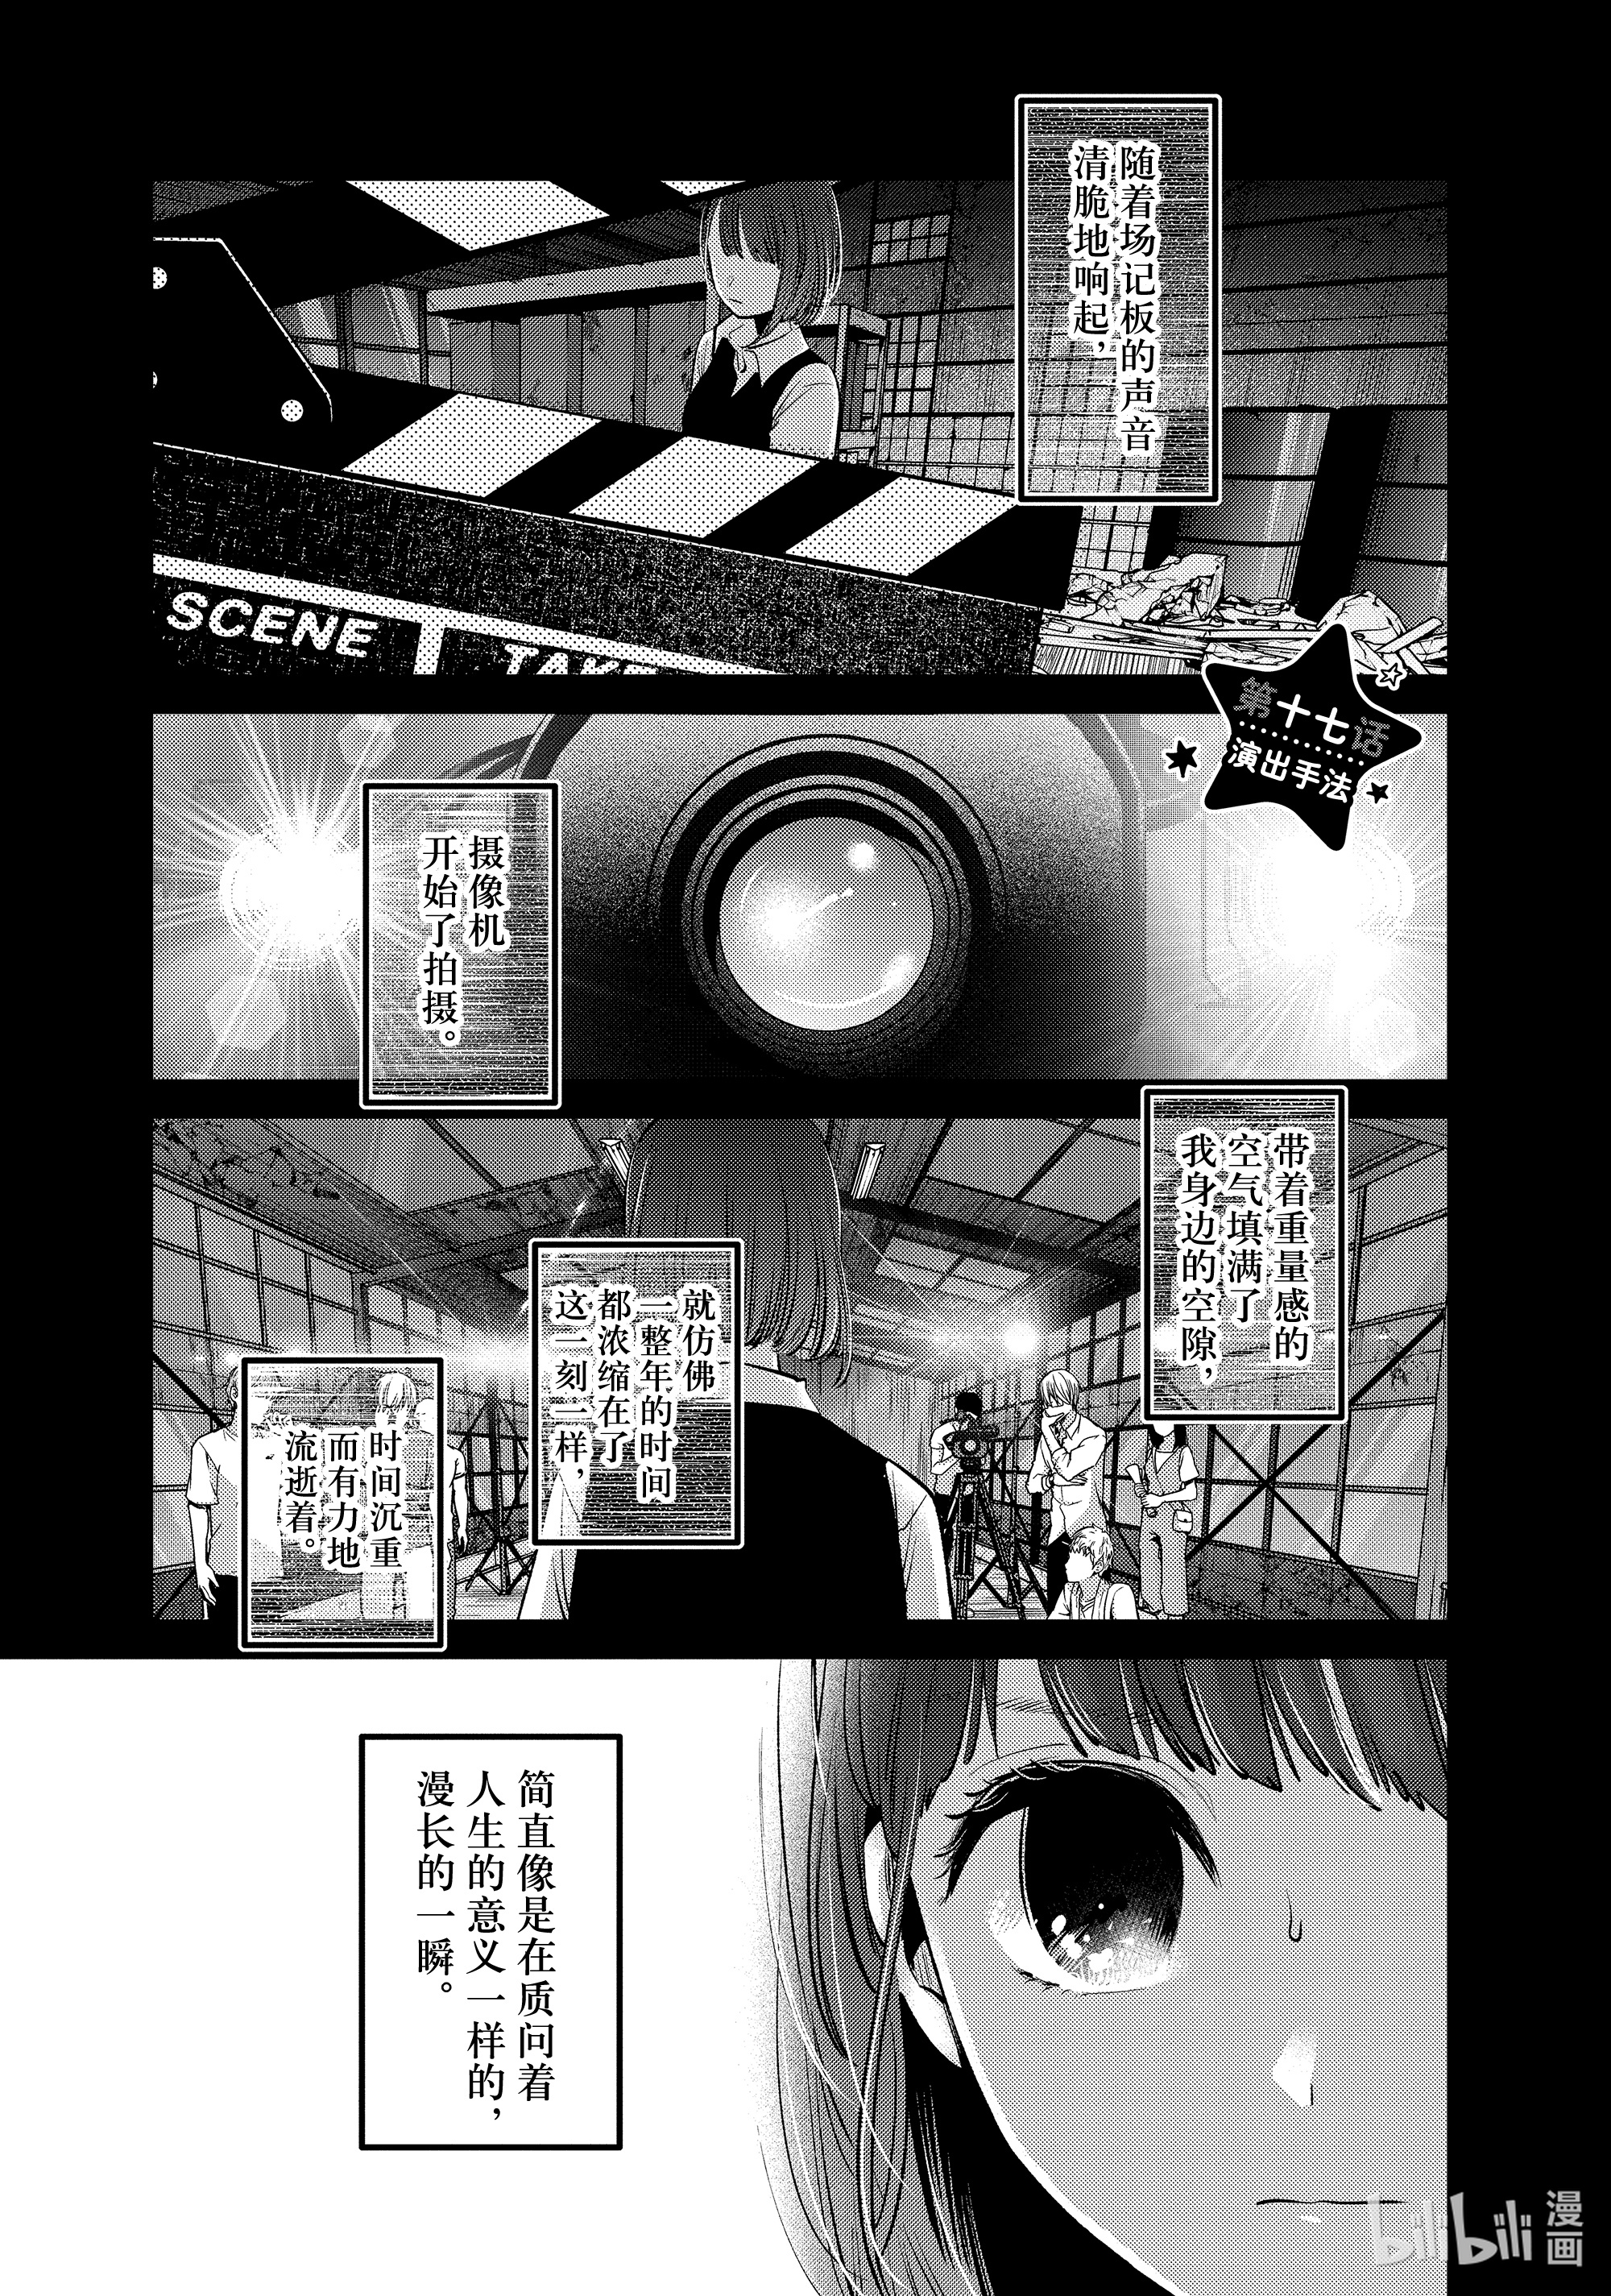 随着场记板的声音
清脆地响起，
SCENE
TAKE
第十七话
演出手法
摄像机
开始了拍摄。
带着重量感的
空气填满了
我身边的空隙，
就仿佛
一整年的时间
都浓缩在了
这一刻一样，
时间沉重
而有力地
流逝着。
简直像是在质问着
人生的意义一样的，
漫长的一瞬。
bilibili
漫画